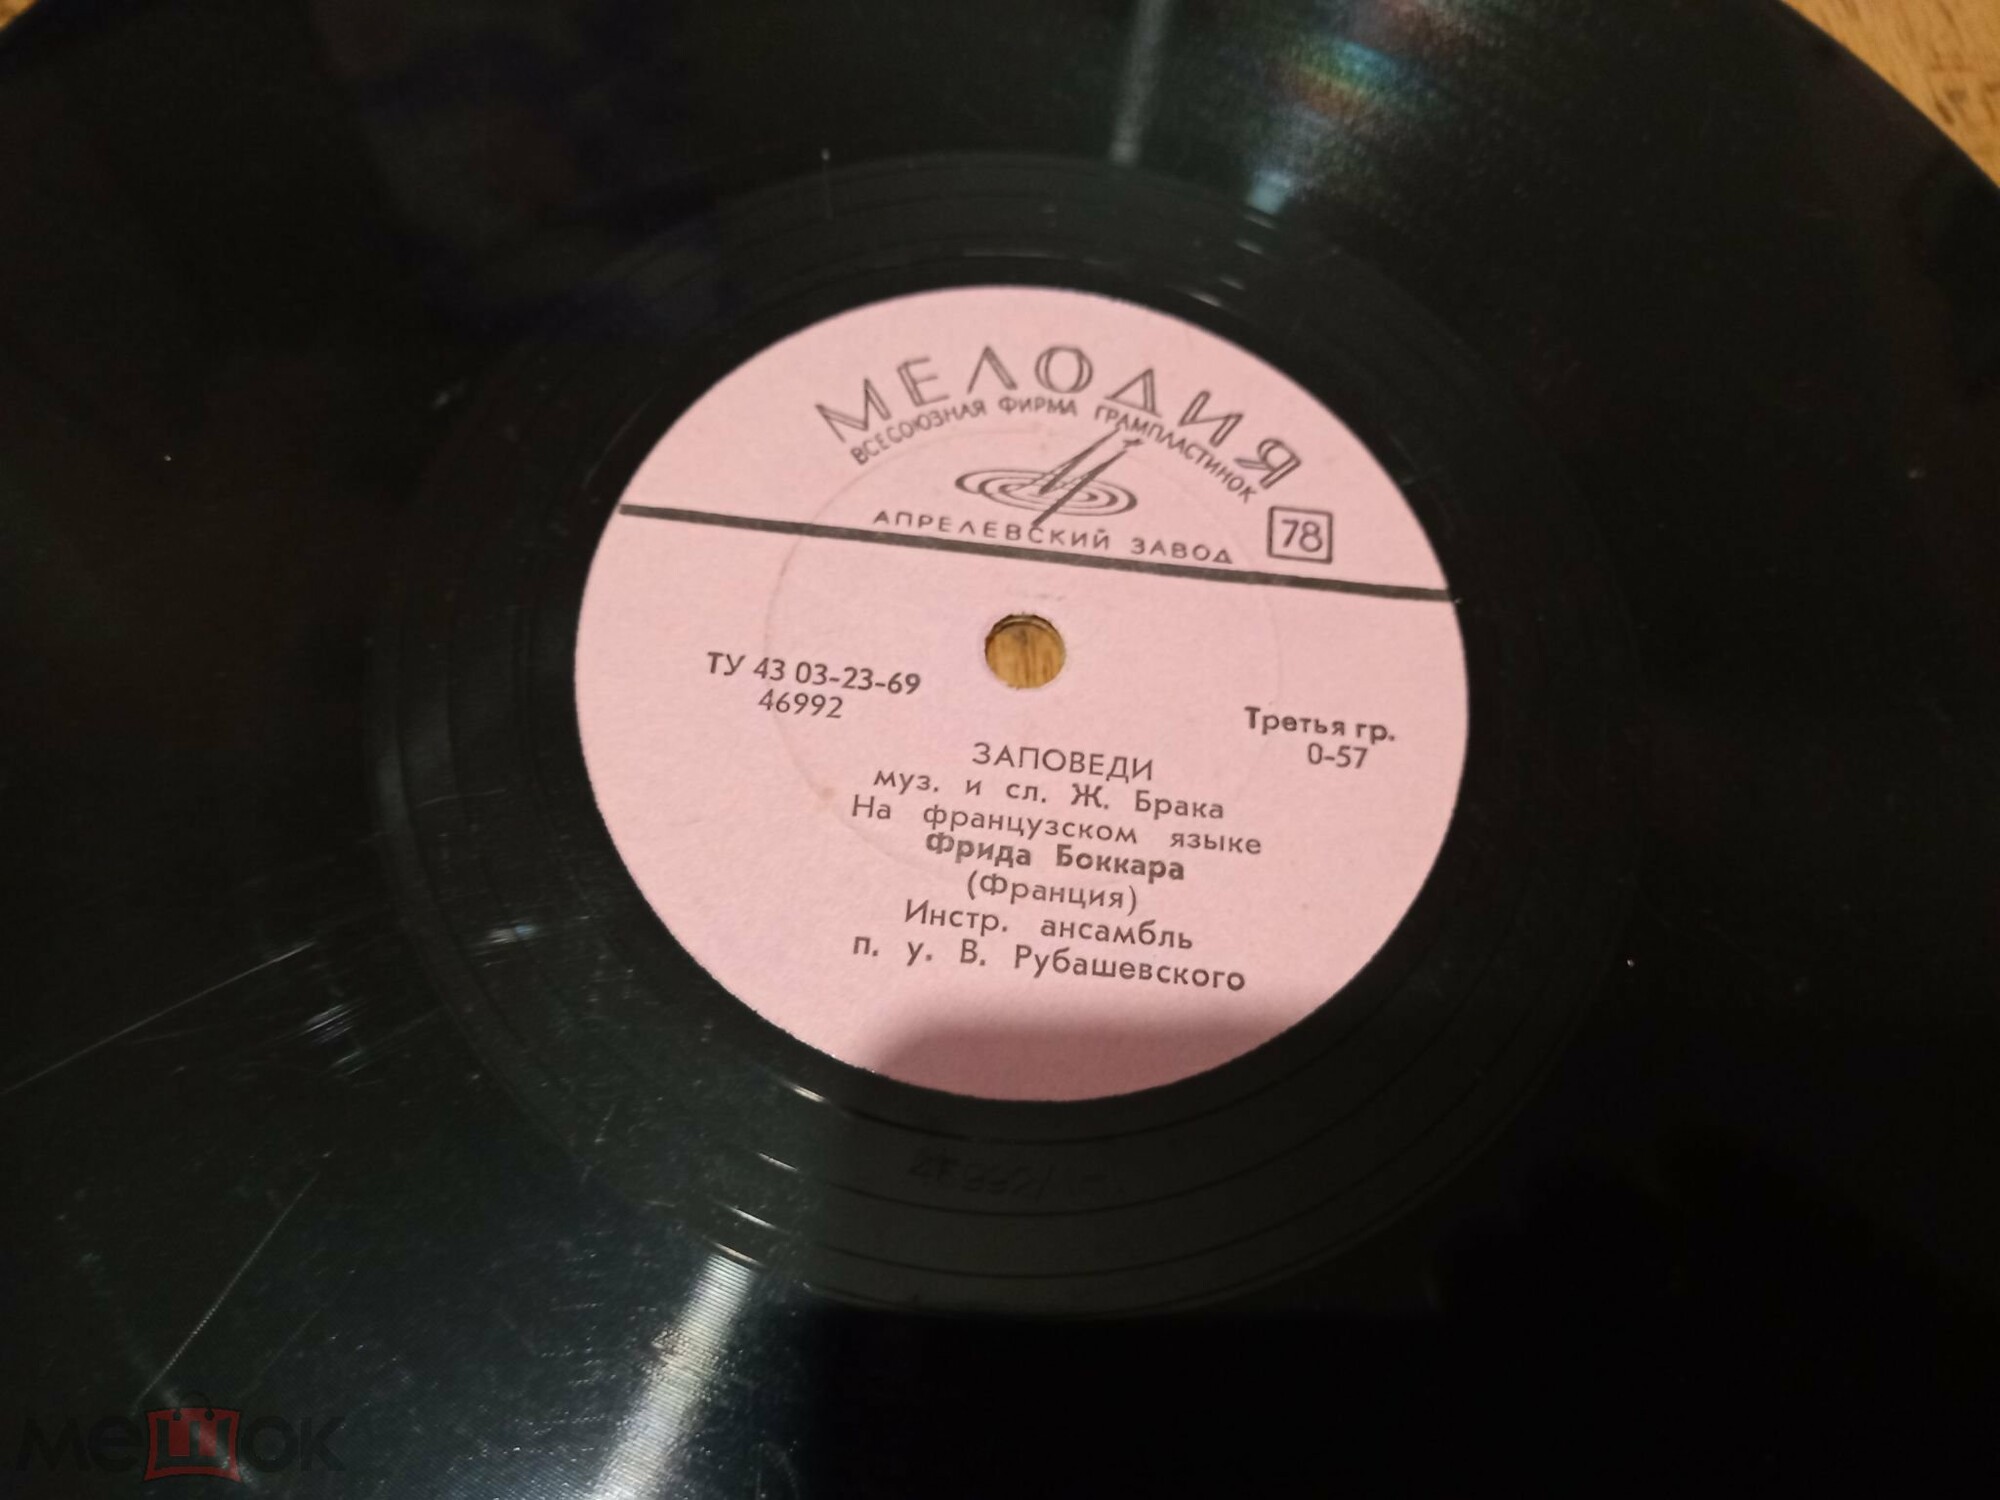 МЕЛОДИЯ
ВСЕСОЮЗНАЯ ФИРМА ГРАМПЛАСТИНОК
АПРЕЛЕВСКИЙ ЗАВОД
78
ТУ 43 03-23-69
46992
Третья гр.
0-57
ЗАПОВЕДИ
муз. и сл. Ж. Брака
На французском языке
Фрида Боккара
(Франция)
Инстр. ансамбль
п. у. В. Рубашевского
мешок